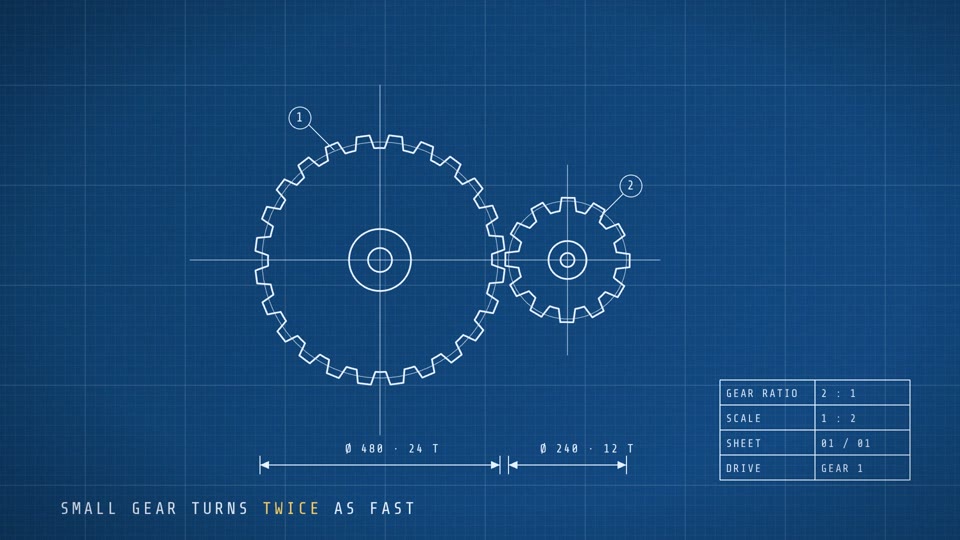 1
2
Ø 480 · 24 T
Ø 240 · 12 T
GEAR RATIO 2 : 1
SCALE 1 : 2
SHEET 01 / 01
DRIVE GEAR 1
SMALL GEAR TURNS TWICE AS FAST